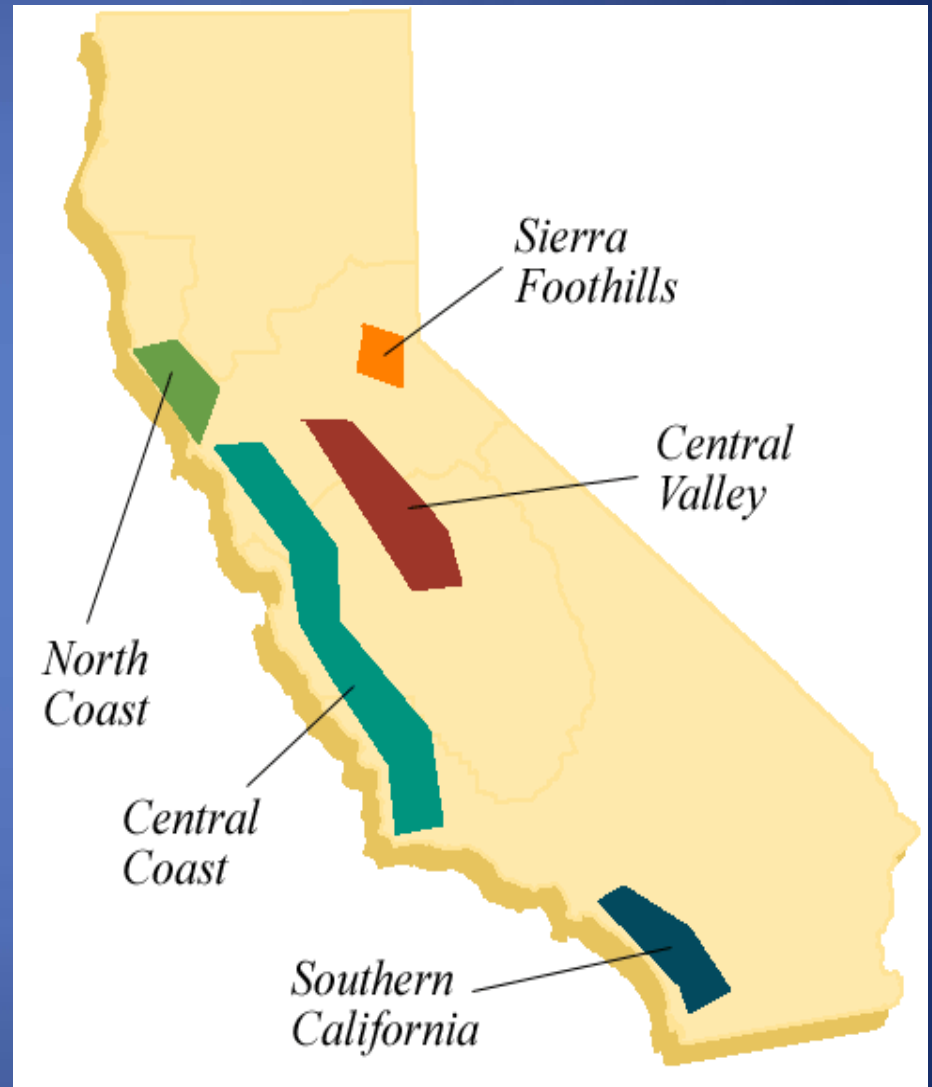 Sierra
Foothills
Central
Valley
North
Coast
Central
Coast
Southern
California